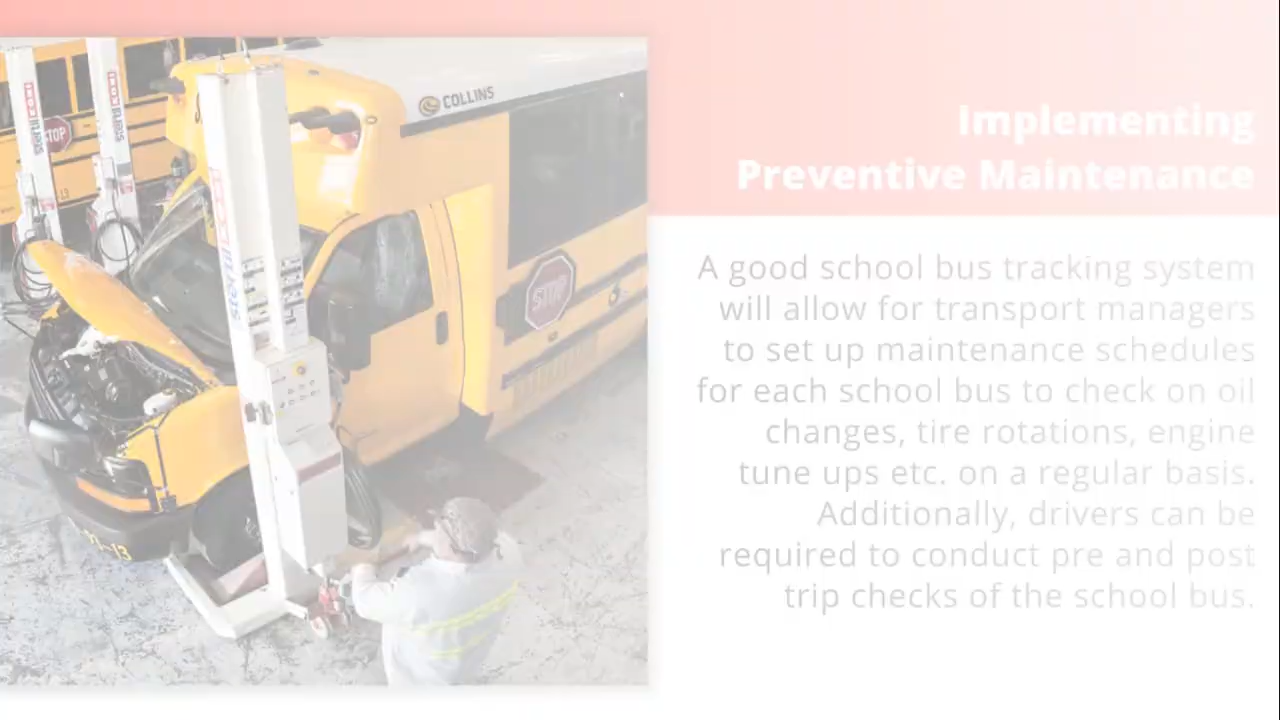 COLLINS
STOP
STOP
Implementing
Preventive Maintenance
A good school bus tracking system
will allow for transport managers
to set up maintenance schedules
for each school bus to check on oil
changes, tire rotations, engine
tune ups etc. on a regular basis.
Additionally, drivers can be
required to conduct pre and post
trip checks of the school bus.